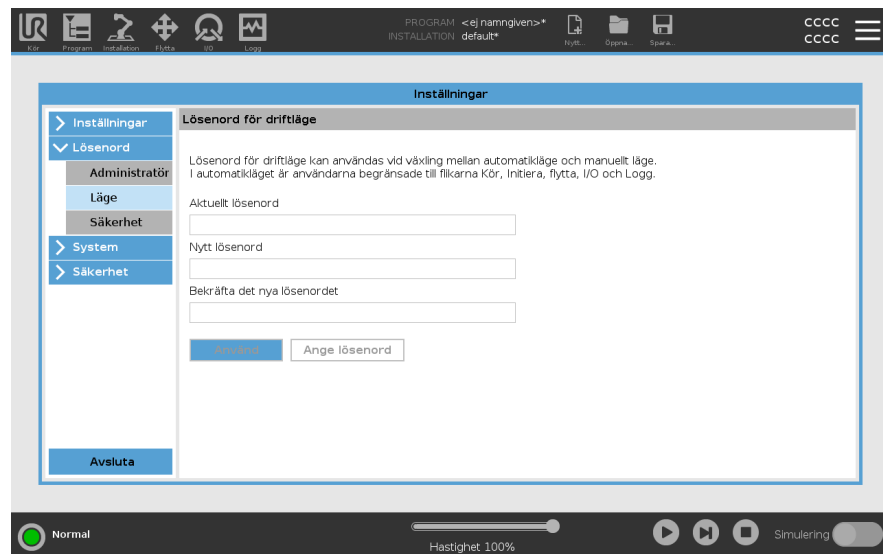 PROGRAM <ej namngiven>*
INSTALLATION default*
CCCC
CCCC
Kör
Program
Installation
Flytta
I/O
Logg
Nytt...
Öppna...
Spara...
Inställningar
Inställningar
Lösenord
Administratör
Läge
Säkerhet
System
Säkerhet
Avsluta
Lösenord för driftläge
Lösenord för driftläge kan användas vid växling mellan automatikläge och manuellt läge.
I automatikläget är användarna begränsade till flikarna Kör, Initiera, flytta, I/O och Logg.
Aktuellt lösenord
Nytt lösenord
Bekräfta det nya lösenordet
Använd
Ange lösenord
Normal
Hastighet 100%
Simulering